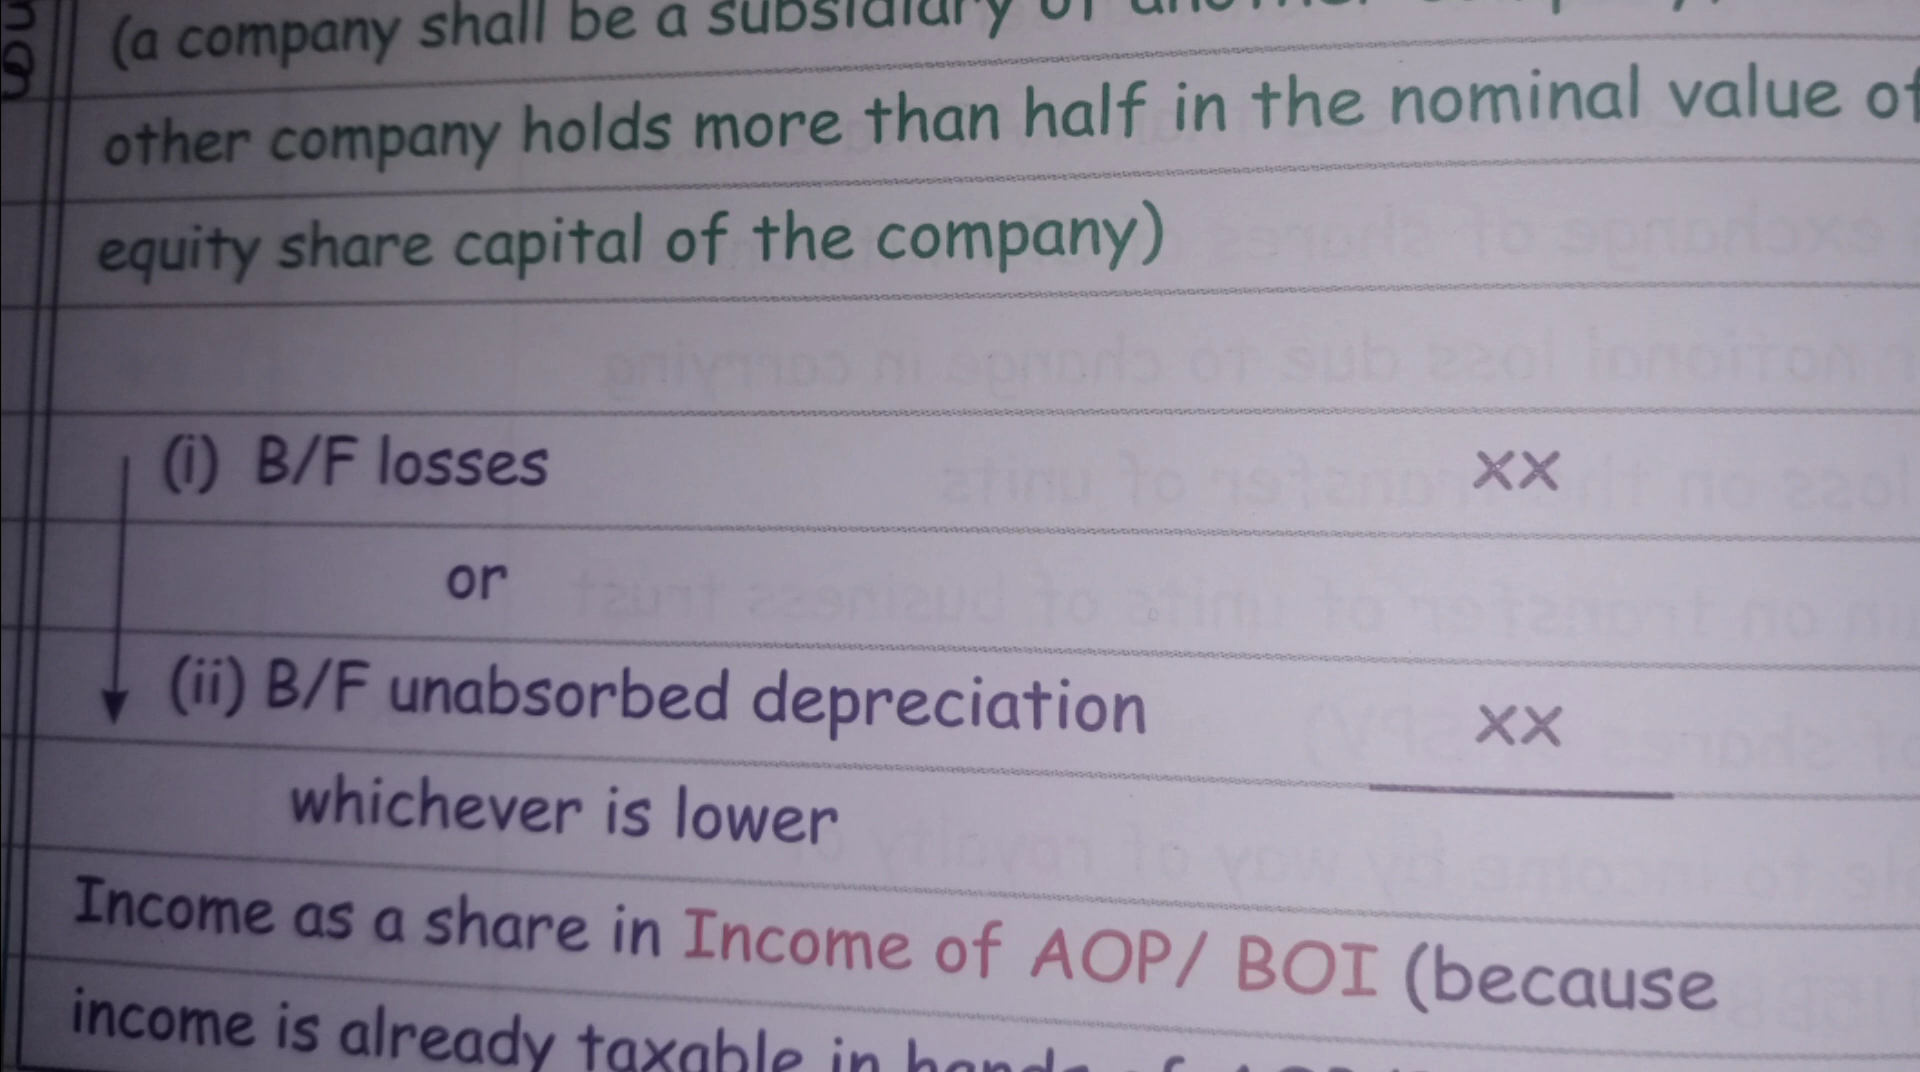 (a company shall be a subsidiary of
other company holds more than half in the nominal value of
equity share capital of the company)
(i) B/F losses xx
or
(ii) B/F unabsorbed depreciation xx
whichever is lower
Income as a share in Income of AOP/ BOI (because
income is already taxable in